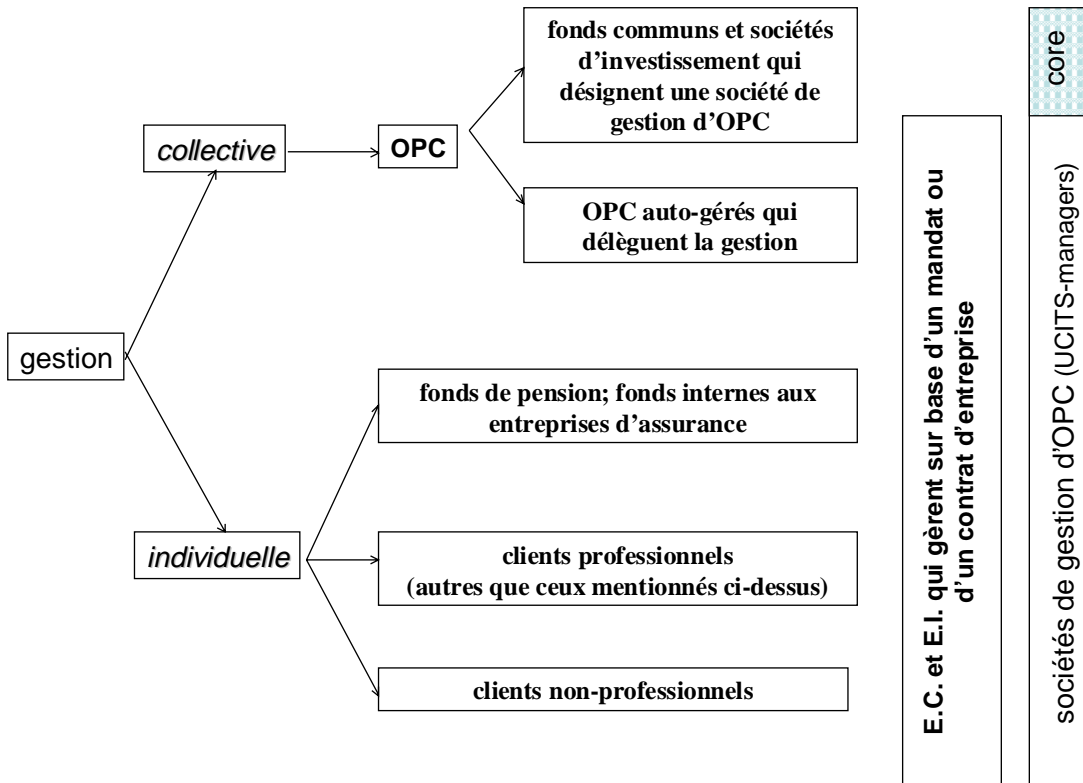 fonds communs et sociétés
d’investissement qui
désignent une société de
gestion d’OPC
collective
OPC
OPC auto-gérés qui
délèguent la gestion
gestion
fonds de pension; fonds internes aux
entreprises d’assurance
individuelle
clients professionnels
(autres que ceux mentionnés ci-dessus)
clients non-professionnels
E.C. et E.I. qui gèrent sur base d’un mandat ou
d’un contrat d’entreprise
core
sociétés de gestion d’OPC (UCITS-managers)